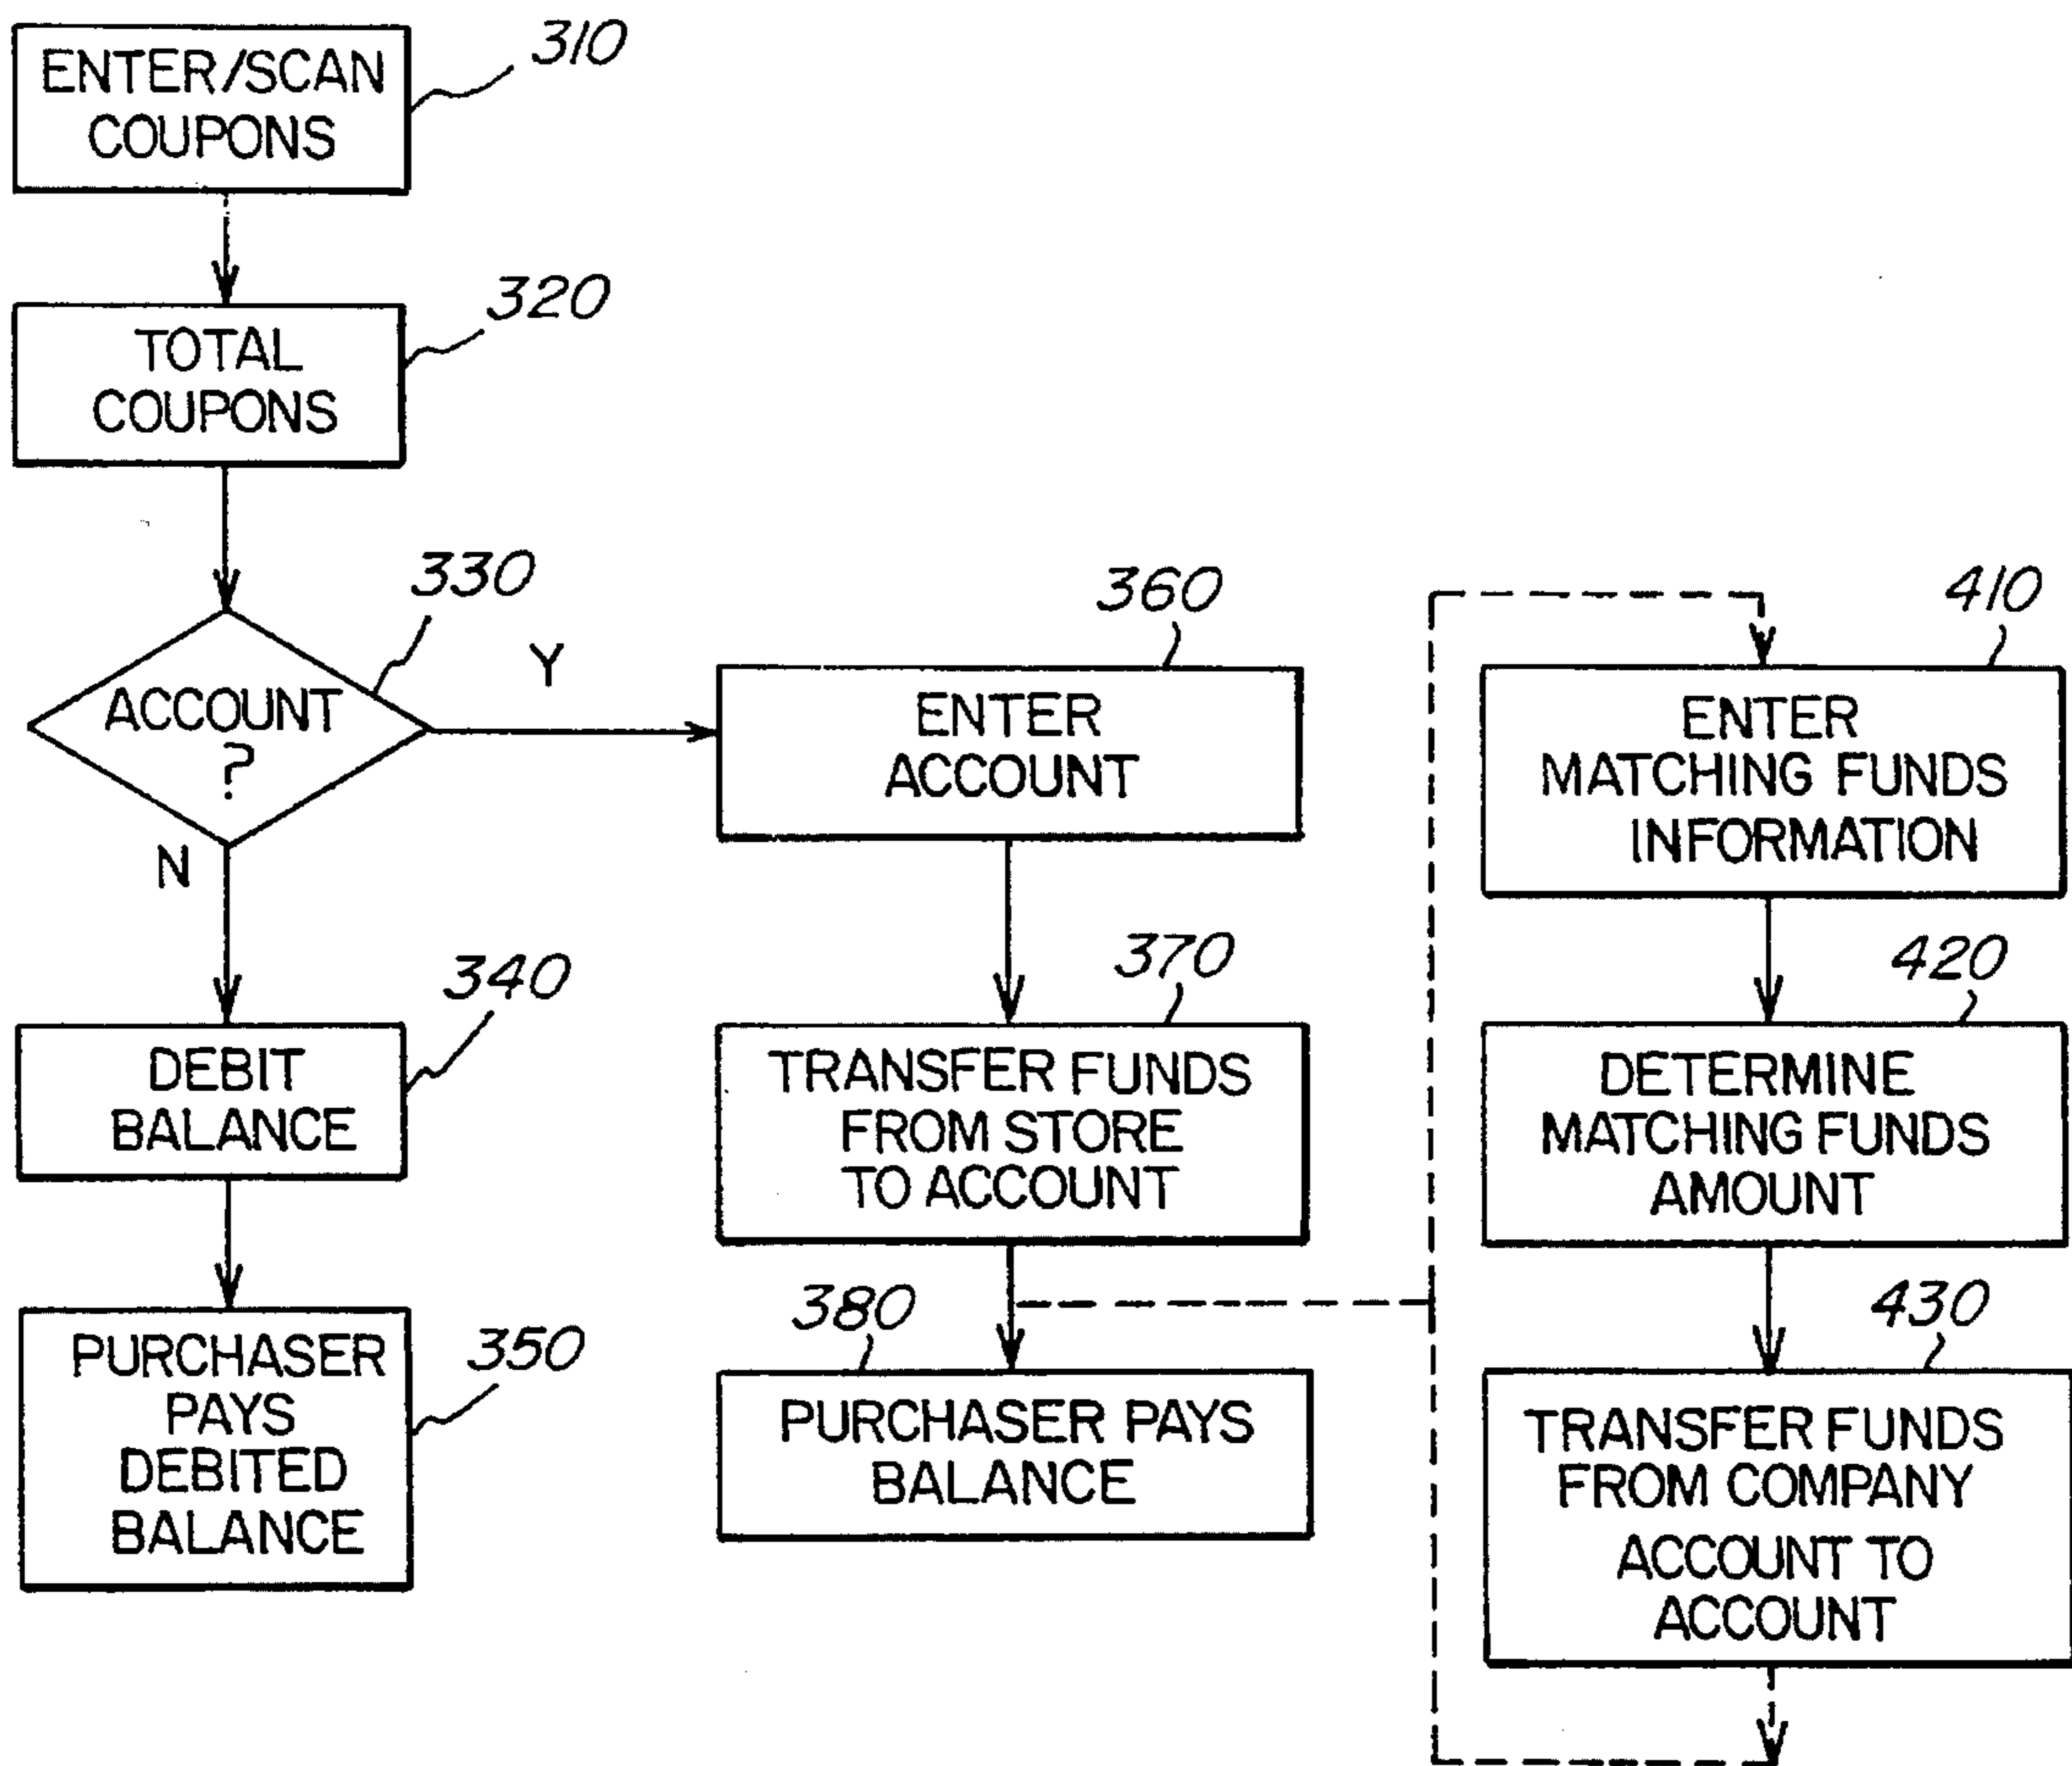 310
ENTER/SCAN
COUPONS
320
TOTAL
COUPONS
330
ACCOUNT
?
Y
N
340
DEBIT
BALANCE
350
PURCHASER
PAYS
DEBITED
BALANCE
360
ENTER
ACCOUNT
370
TRANSFER FUNDS
FROM STORE
TO ACCOUNT
380
PURCHASER PAYS
BALANCE
410
ENTER
MATCHING FUNDS
INFORMATION
420
DETERMINE
MATCHING FUNDS
AMOUNT
430
TRANSFER FUNDS
FROM COMPANY
ACCOUNT TO
ACCOUNT